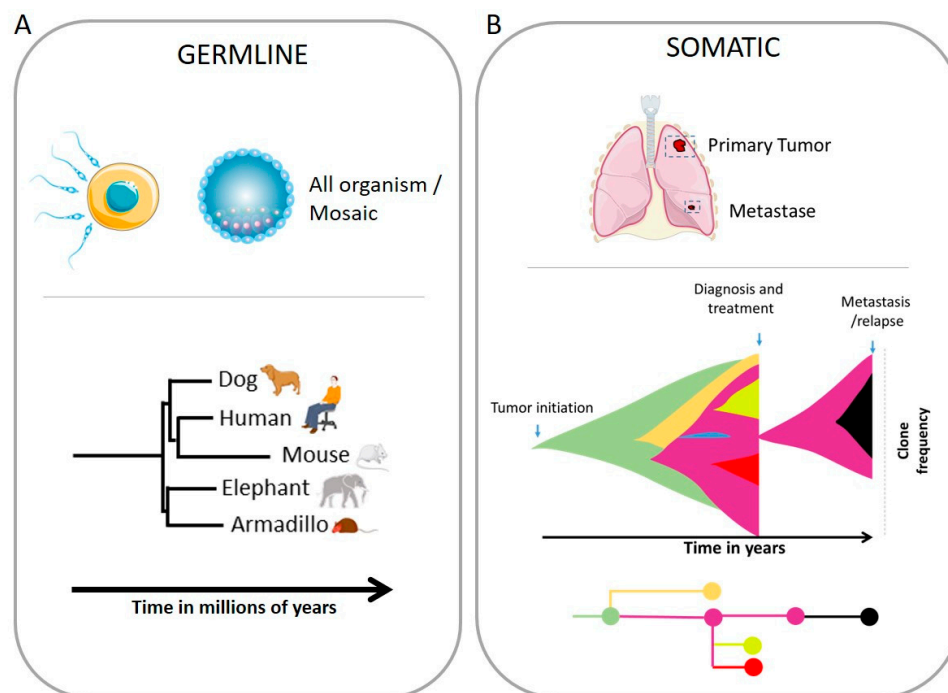 A
GERMLINE
All organism /
Mosaic
Dog
Human
Mouse
Elephant
Armadillo
Time in millions of years
B
SOMATIC
Primary Tumor
Metastase
Diagnosis and
treatment
Metastasis
/relapse
Tumor initiation
Clone
frequency
Time in years